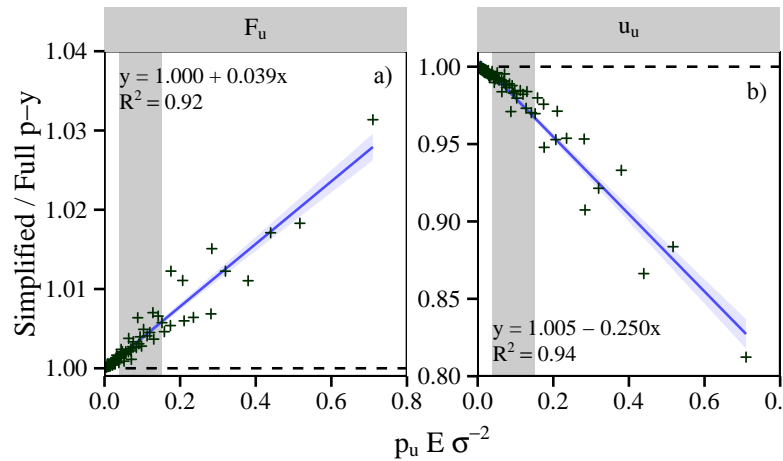 F_u
u_u
Simplified / Full p−y
1.04
1.03
1.02
1.01
1.00
y = 1.000 + 0.039x
R² = 0.92
a)
0.0 0.2 0.4 0.6 0.8
1.00
0.95
0.90
0.85
0.80
b)
y = 1.005 − 0.250x
R² = 0.94
0.0 0.2 0.4 0.6 0.
p_u E σ⁻²